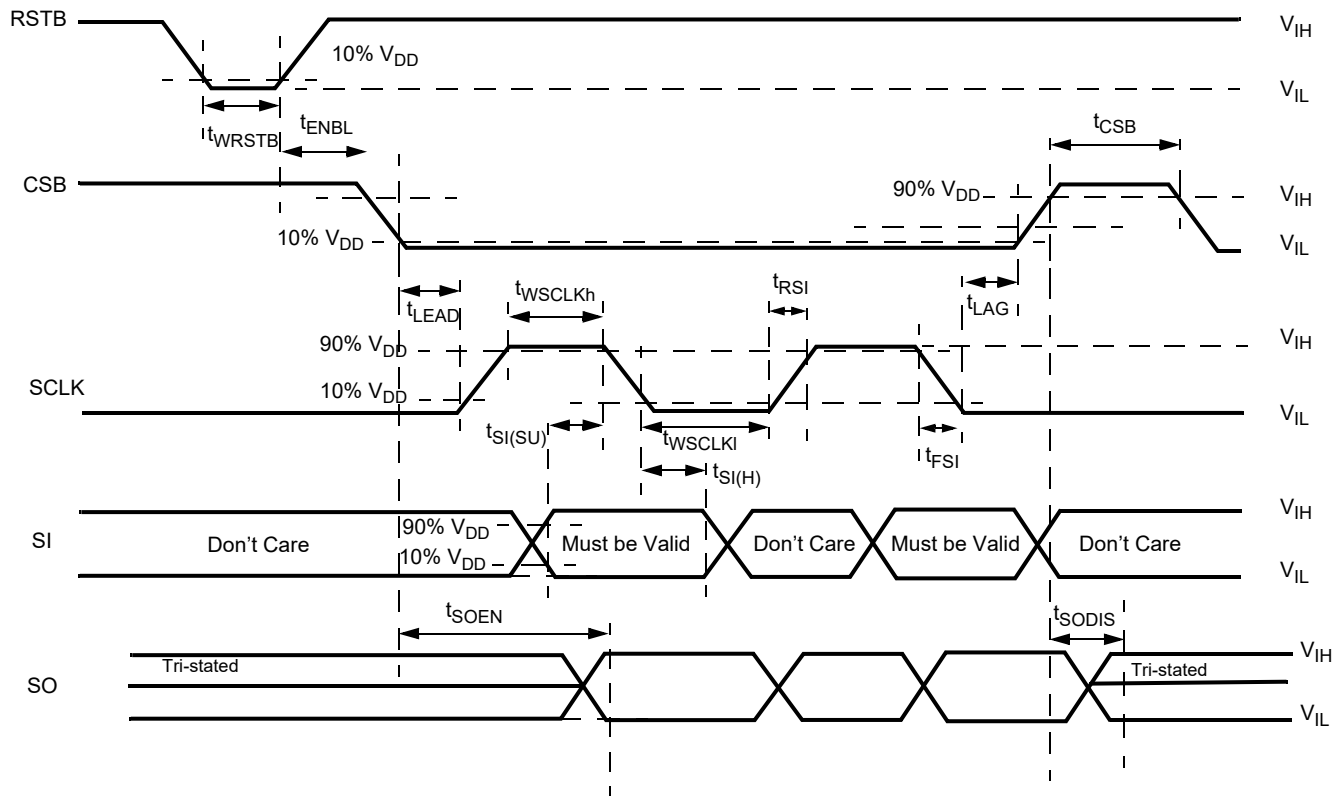 RSTB
V_IH
10% V_DD
V_IL
t_WRSTB
t_ENBL
t_CSB
CSB
90% V_DD
V_IH
10% V_DD
V_IL
t_LEAD
t_WSCLKh
t_RSI
t_LAG
90% V_DD
V_IH
SCLK
10% V_DD
V_IL
t_SI(SU)
t_WSCLKl
t_FSI
t_SI(H)
SI
90% V_DD
V_IH
Don't Care
Must be Valid
Don't Care
Must be Valid
Don't Care
10% V_DD
V_IL
t_SOEN
t_SODIS
SO
Tri-stated
Tri-stated
V_IH
V_IL